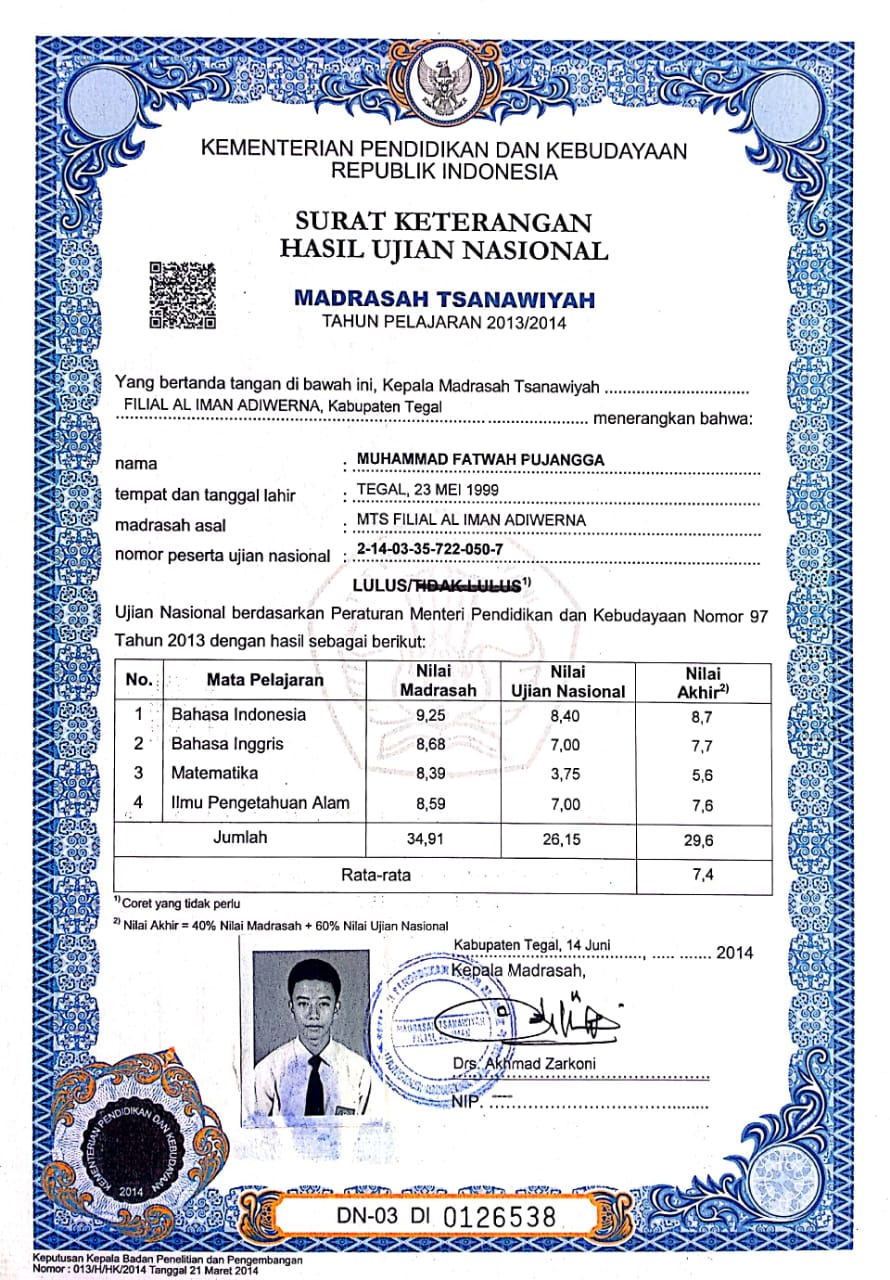 KEMENTERIAN PENDIDIKAN DAN KEBUDAYAAN
REPUBLIK INDONESIA
SURAT KETERANGAN
HASIL UJIAN NASIONAL
MADRASAH TSANAWIYAH
TAHUN PELAJARAN 2013/2014
Yang bertanda tangan di bawah ini, Kepala Madrasah Tsanawiyah
FILIAL AL IMAN ADIWERNA, Kabupaten Tegal menerangkan bahwa:
nama : MUHAMMAD FATWAH PUJANGGA
tempat dan tanggal lahir : TEGAL, 23 MEI 1999
madrasah asal : MTS FILIAL AL IMAN ADIWERNA
nomor peserta ujian nasional : 2-14-03-35-722-050-7
LULUS/TIDAK LULUS1)
Ujian Nasional berdasarkan Peraturan Menteri Pendidikan dan Kebudayaan Nomor 97
Tahun 2013 dengan hasil sebagai berikut:
No. Mata Pelajaran Nilai Madrasah Nilai Ujian Nasional Nilai Akhir2)
1 Bahasa Indonesia 9,25 8,40 8,7
2 Bahasa Inggris 8,68 7,00 7,7
3 Matematika 8,39 3,75 5,6
4 Ilmu Pengetahuan Alam 8,59 7,00 7,6
Jumlah 34,91 26,15 29,6
Rata-rata 7,4
1) Coret yang tidak perlu
2) Nilai Akhir = 40% Nilai Madrasah + 60% Nilai Ujian Nasional
Kabupaten Tegal, 14 Juni 2014
Kepala Madrasah,
MADRASAH TSANAWIYAH
FILIAL AL IMAN
Drs. Akhmad Zarkoni
NIP. —
KEMENTERIAN PENDIDIKAN DAN KEBUDAYAAN
2014
DN-03 DI 0126538
Keputusan Kepala Badan Penelitian dan Pengembangan
Nomor : 013/H/HK/2014 Tanggal 21 Maret 2014